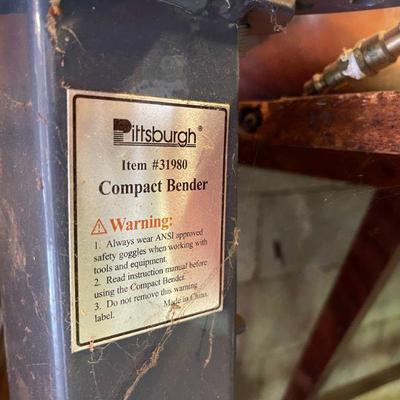 Pittsburgh®
Item #31980
Compact Bender
⚠Warning:
1. Always wear ANSI approved
safety goggles when working with
tools and equipment.
2. Read instruction manual before
using the Compact Bender.
3. Do not remove this warning
label. Made in China.